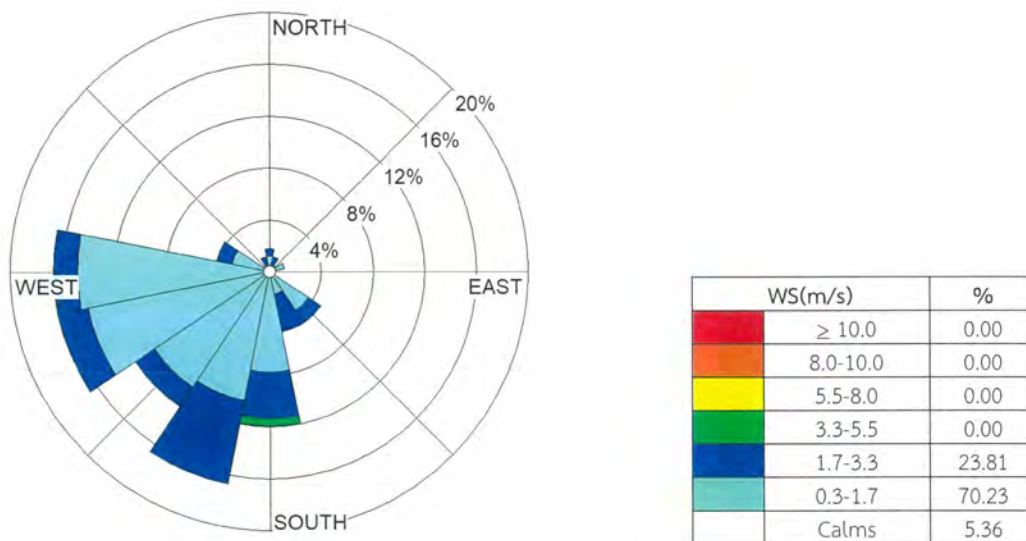 NORTH
20%
16%
12%
8%
4%
WEST
EAST
SOUTH
WS(m/s) %
≥ 10.0 0.00
8.0-10.0 0.00
5.5-8.0 0.00
3.3-5.5 0.00
1.7-3.3 23.81
0.3-1.7 70.23
Calms 5.36